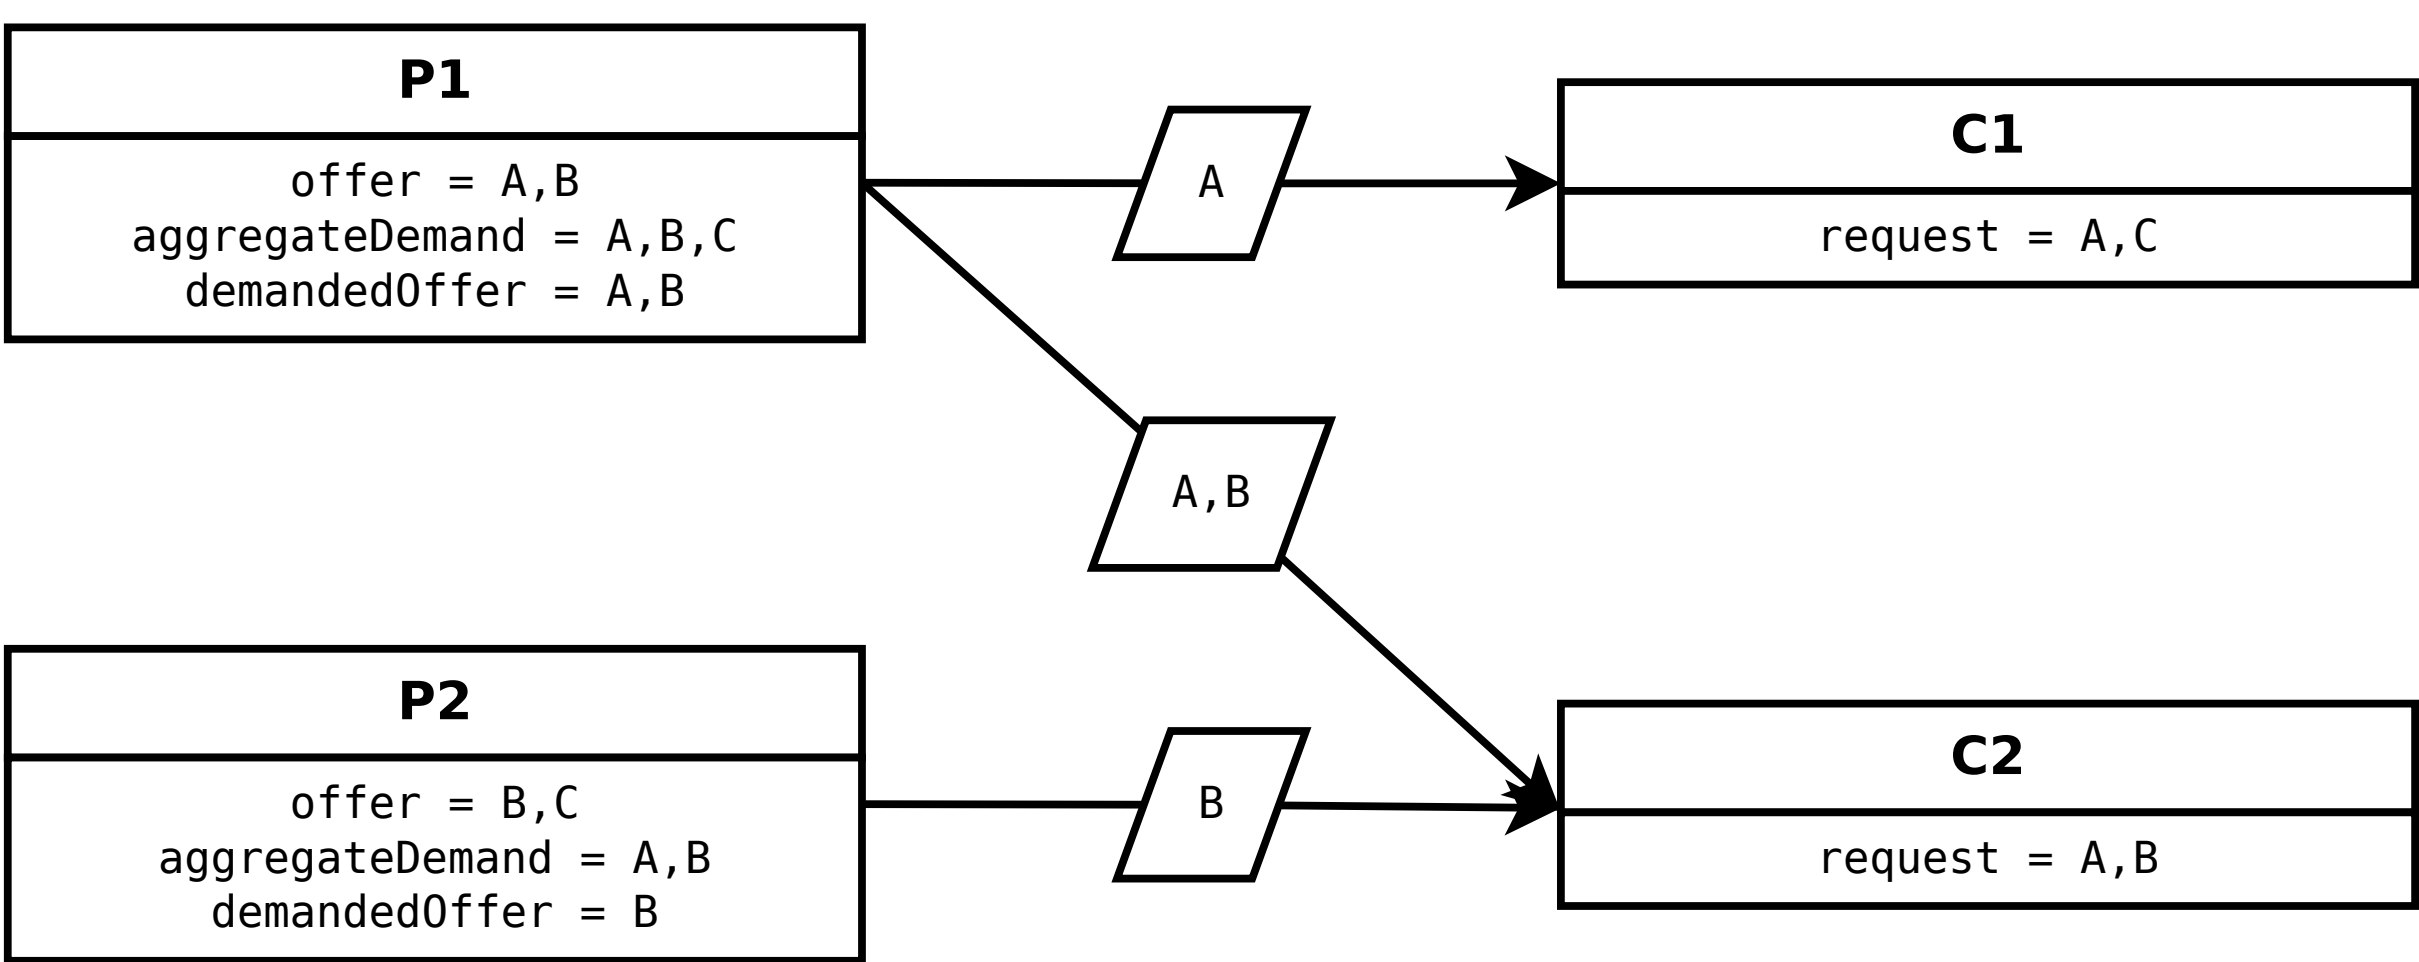 P1
offer = A,B
aggregateDemand = A,B,C
demandedOffer = A,B
A
C1
request = A,C
A,B
P2
offer = B,C
aggregateDemand = A,B
demandedOffer = B
B
C2
request = A,B